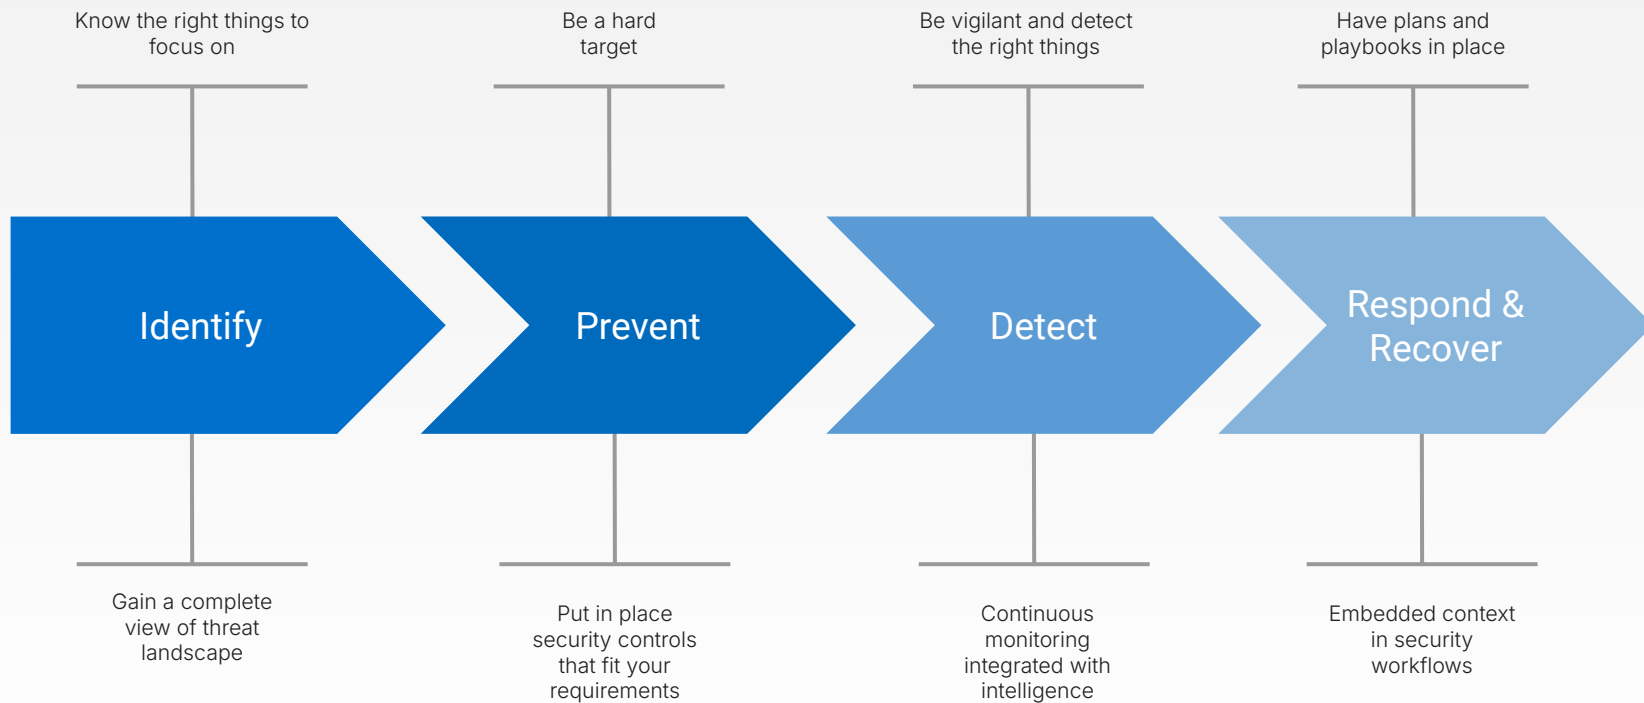 Know the right things to
focus on
Be a hard
target
Be vigilant and detect
the right things
Have plans and
playbooks in place
Identify
Prevent
Detect
Respond &
Recover
Gain a complete
view of threat
landscape
Put in place
security controls
that fit your
requirements
Continuous
monitoring
integrated with
intelligence
Embedded context
in security
workflows